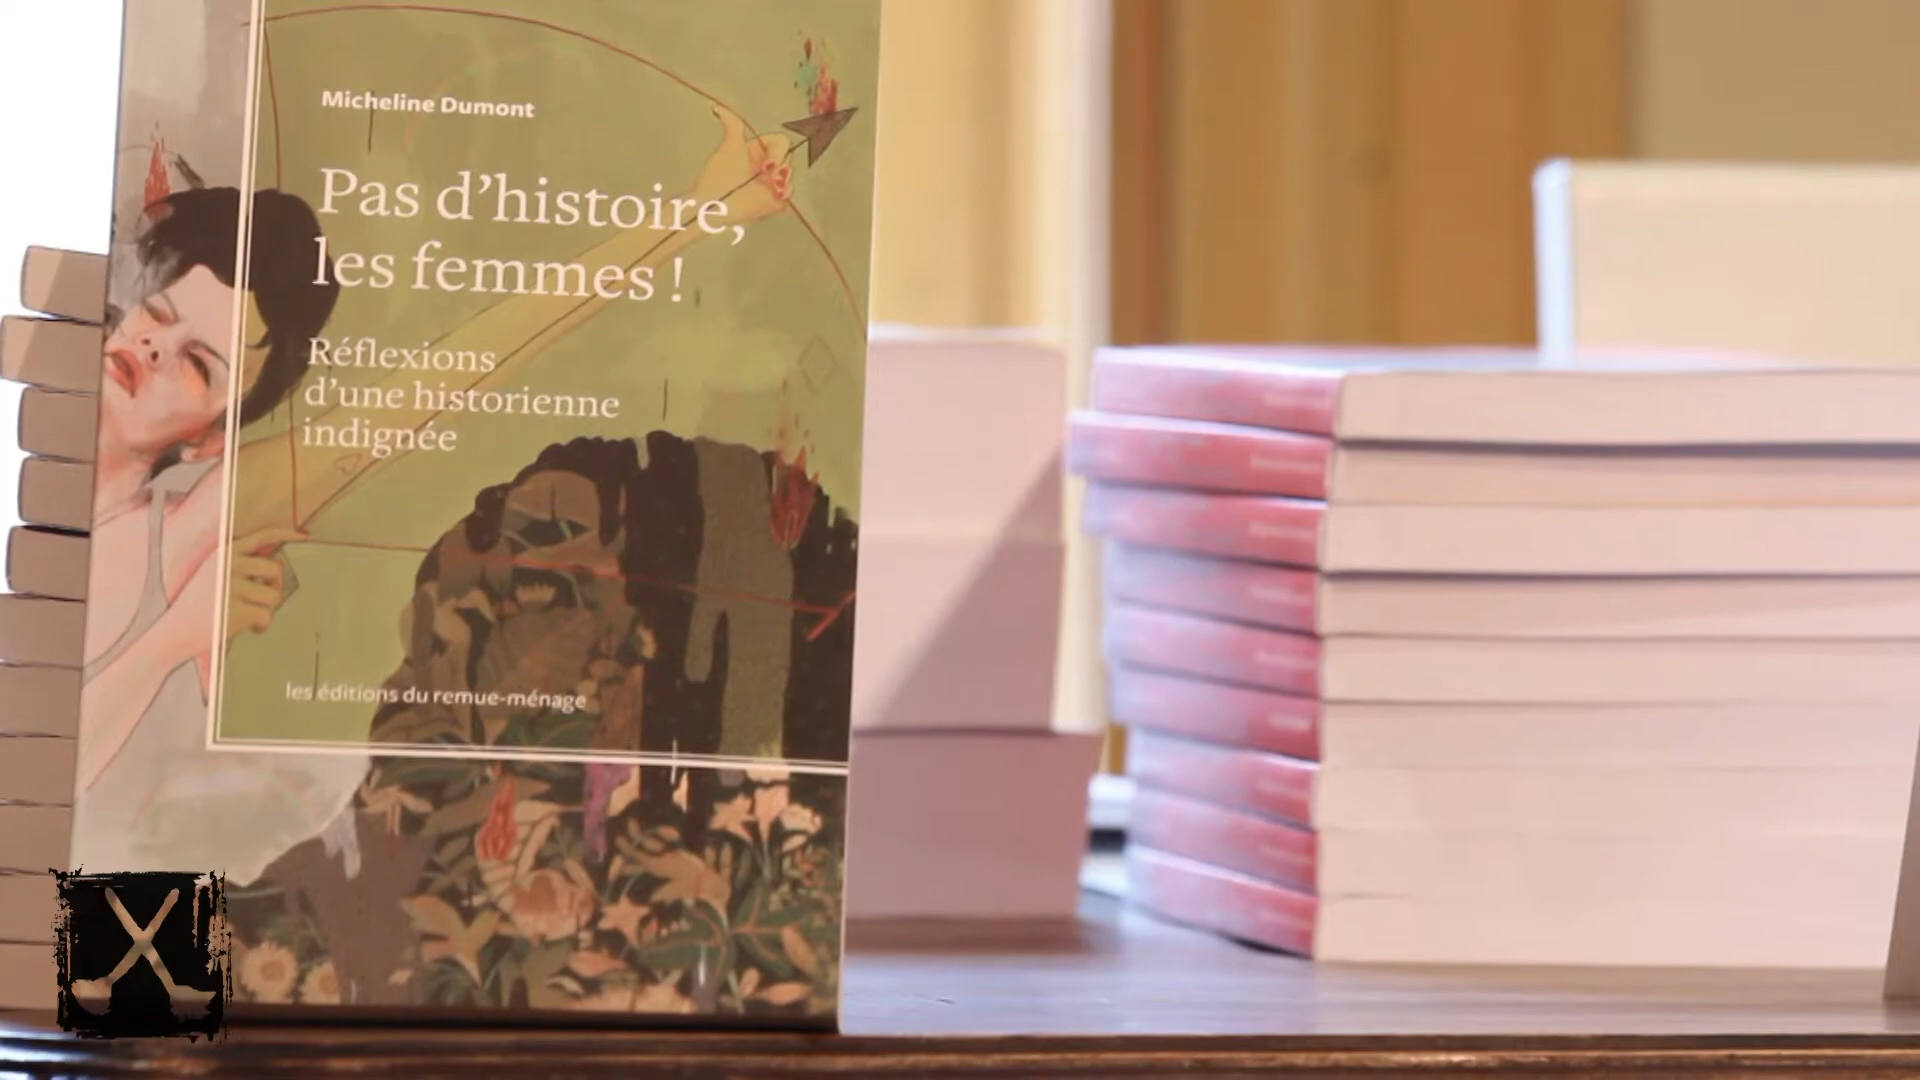 Micheline Dumont
Pas d'histoire,
les femmes !
Réflexions
d'une historienne
indignée
les éditions du remue-ménage